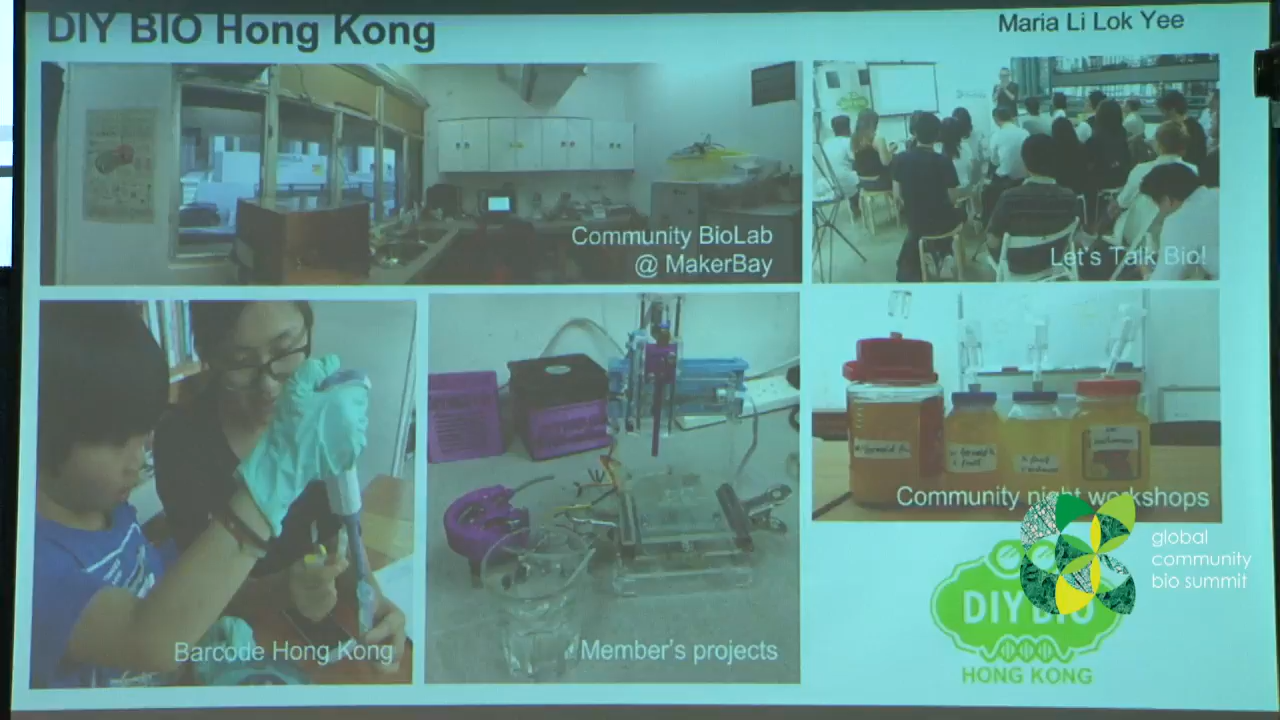 DIY BIO Hong Kong
Maria Li Lok Yee
Community BioLab
@ MakerBay
Let's Talk Bio!
Barcode Hong Kong
Member's projects
Community night workshops
global
community
bio summit
DIY BIO
HONG KONG